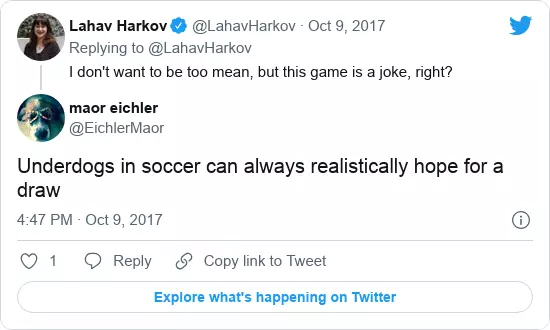 Lahav Harkov @LahavHarkov · Oct 9, 2017
Replying to @LahavHarkov
I don't want to be too mean, but this game is a joke, right?
maor eichler
@EichlerMaor
Underdogs in soccer can always realistically hope for a
draw
4:47 PM · Oct 9, 2017
1 Reply Copy link to Tweet
Explore what's happening on Twitter